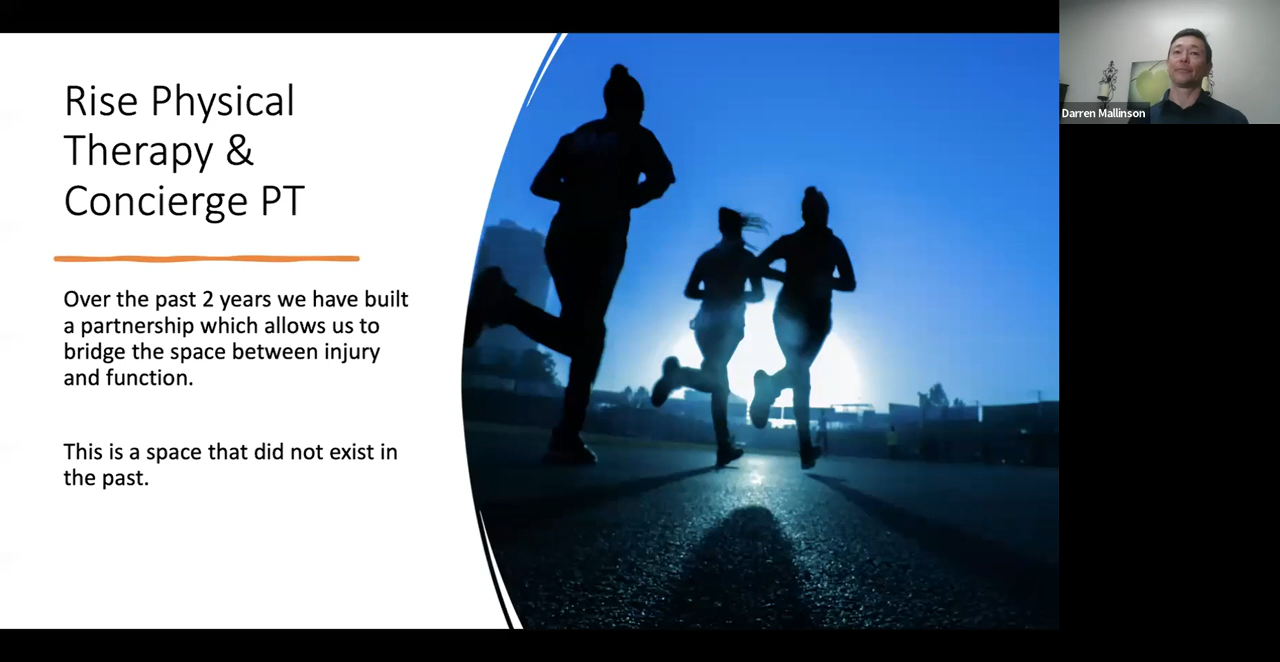 Rise Physical
Therapy &
Concierge PT
Over the past 2 years we have built
a partnership which allows us to
bridge the space between injury
and function.
This is a space that did not exist in
the past.
Darren Mallinson